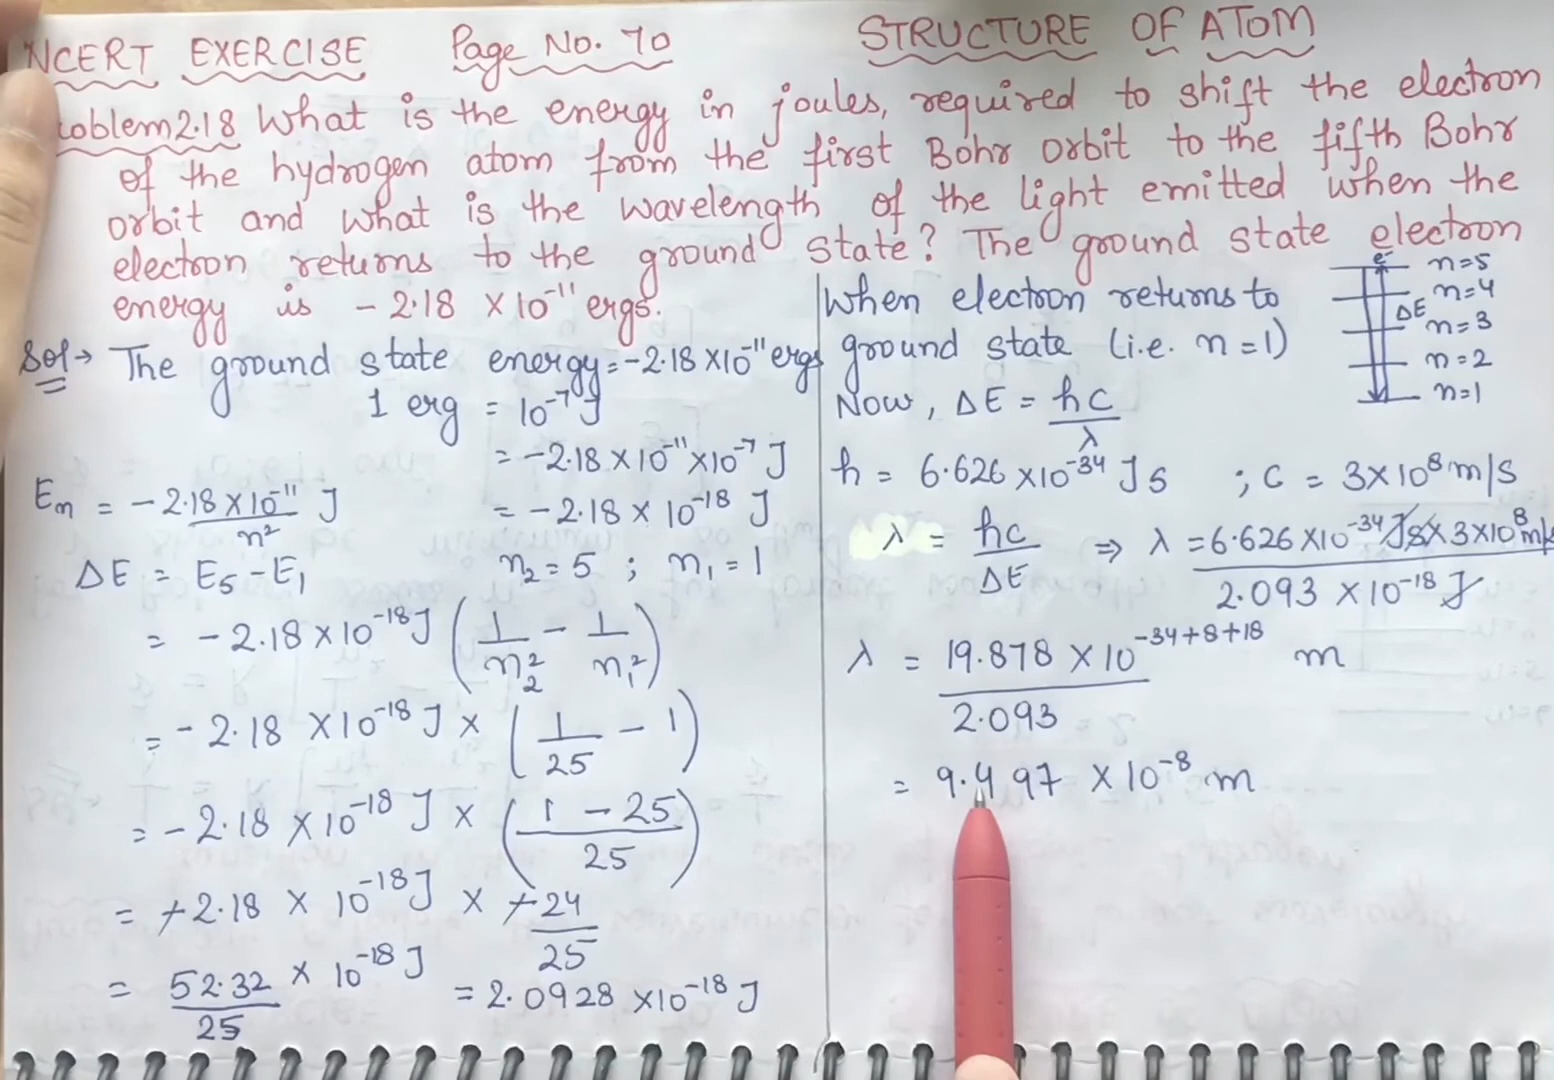 NCERT EXERCISE Page No. 70 STRUCTURE OF ATOM
roblem 2.18 What is the energy in joules, required to shift the electron
of the hydrogen atom from the first Bohr orbit to the fifth Bohr
orbit and what is the wavelength of the light emitted when the
electron returns to the ground state? The ground state electron
energy is - 2.18 × 10⁻¹¹ ergs.
Sol → The ground state energy = -2.18 × 10⁻¹¹ ergs
1 erg = 10⁻⁷ J
= -2.18 × 10⁻¹¹ × 10⁻⁷ J
= -2.18 × 10⁻¹⁸ J
Eₙ = -2.18 × 10⁻¹¹ / n² J
ΔE = E₅ - E₁
n₂ = 5 ; n₁ = 1
= -2.18 × 10⁻¹⁸ J (1/n₂² - 1/n₁²)
= -2.18 × 10⁻¹⁸ J × (1/25 - 1)
= -2.18 × 10⁻¹⁸ J × (1 - 25 / 25)
= +2.18 × 10⁻¹⁸ J × +24/25
= 52.32/25 × 10⁻¹⁸ J = 2.0928 × 10⁻¹⁸ J
When electron returns to
ground state (i.e. n = 1)
Now, ΔE = hc/λ
h = 6.626 × 10⁻³⁴ Js ; c = 3 × 10⁸ m/s
λ = hc/ΔE ⇒ λ = 6.626 × 10⁻³⁴ Js × 3 × 10⁸ m/s / 2.093 × 10⁻¹⁸ J
λ = 19.878 × 10⁻³⁴⁺⁸⁺¹⁸ / 2.093 m
= 9.497 × 10⁻⁸ m
e⁻ n=5
n=4
ΔE n=3
n=2
n=1